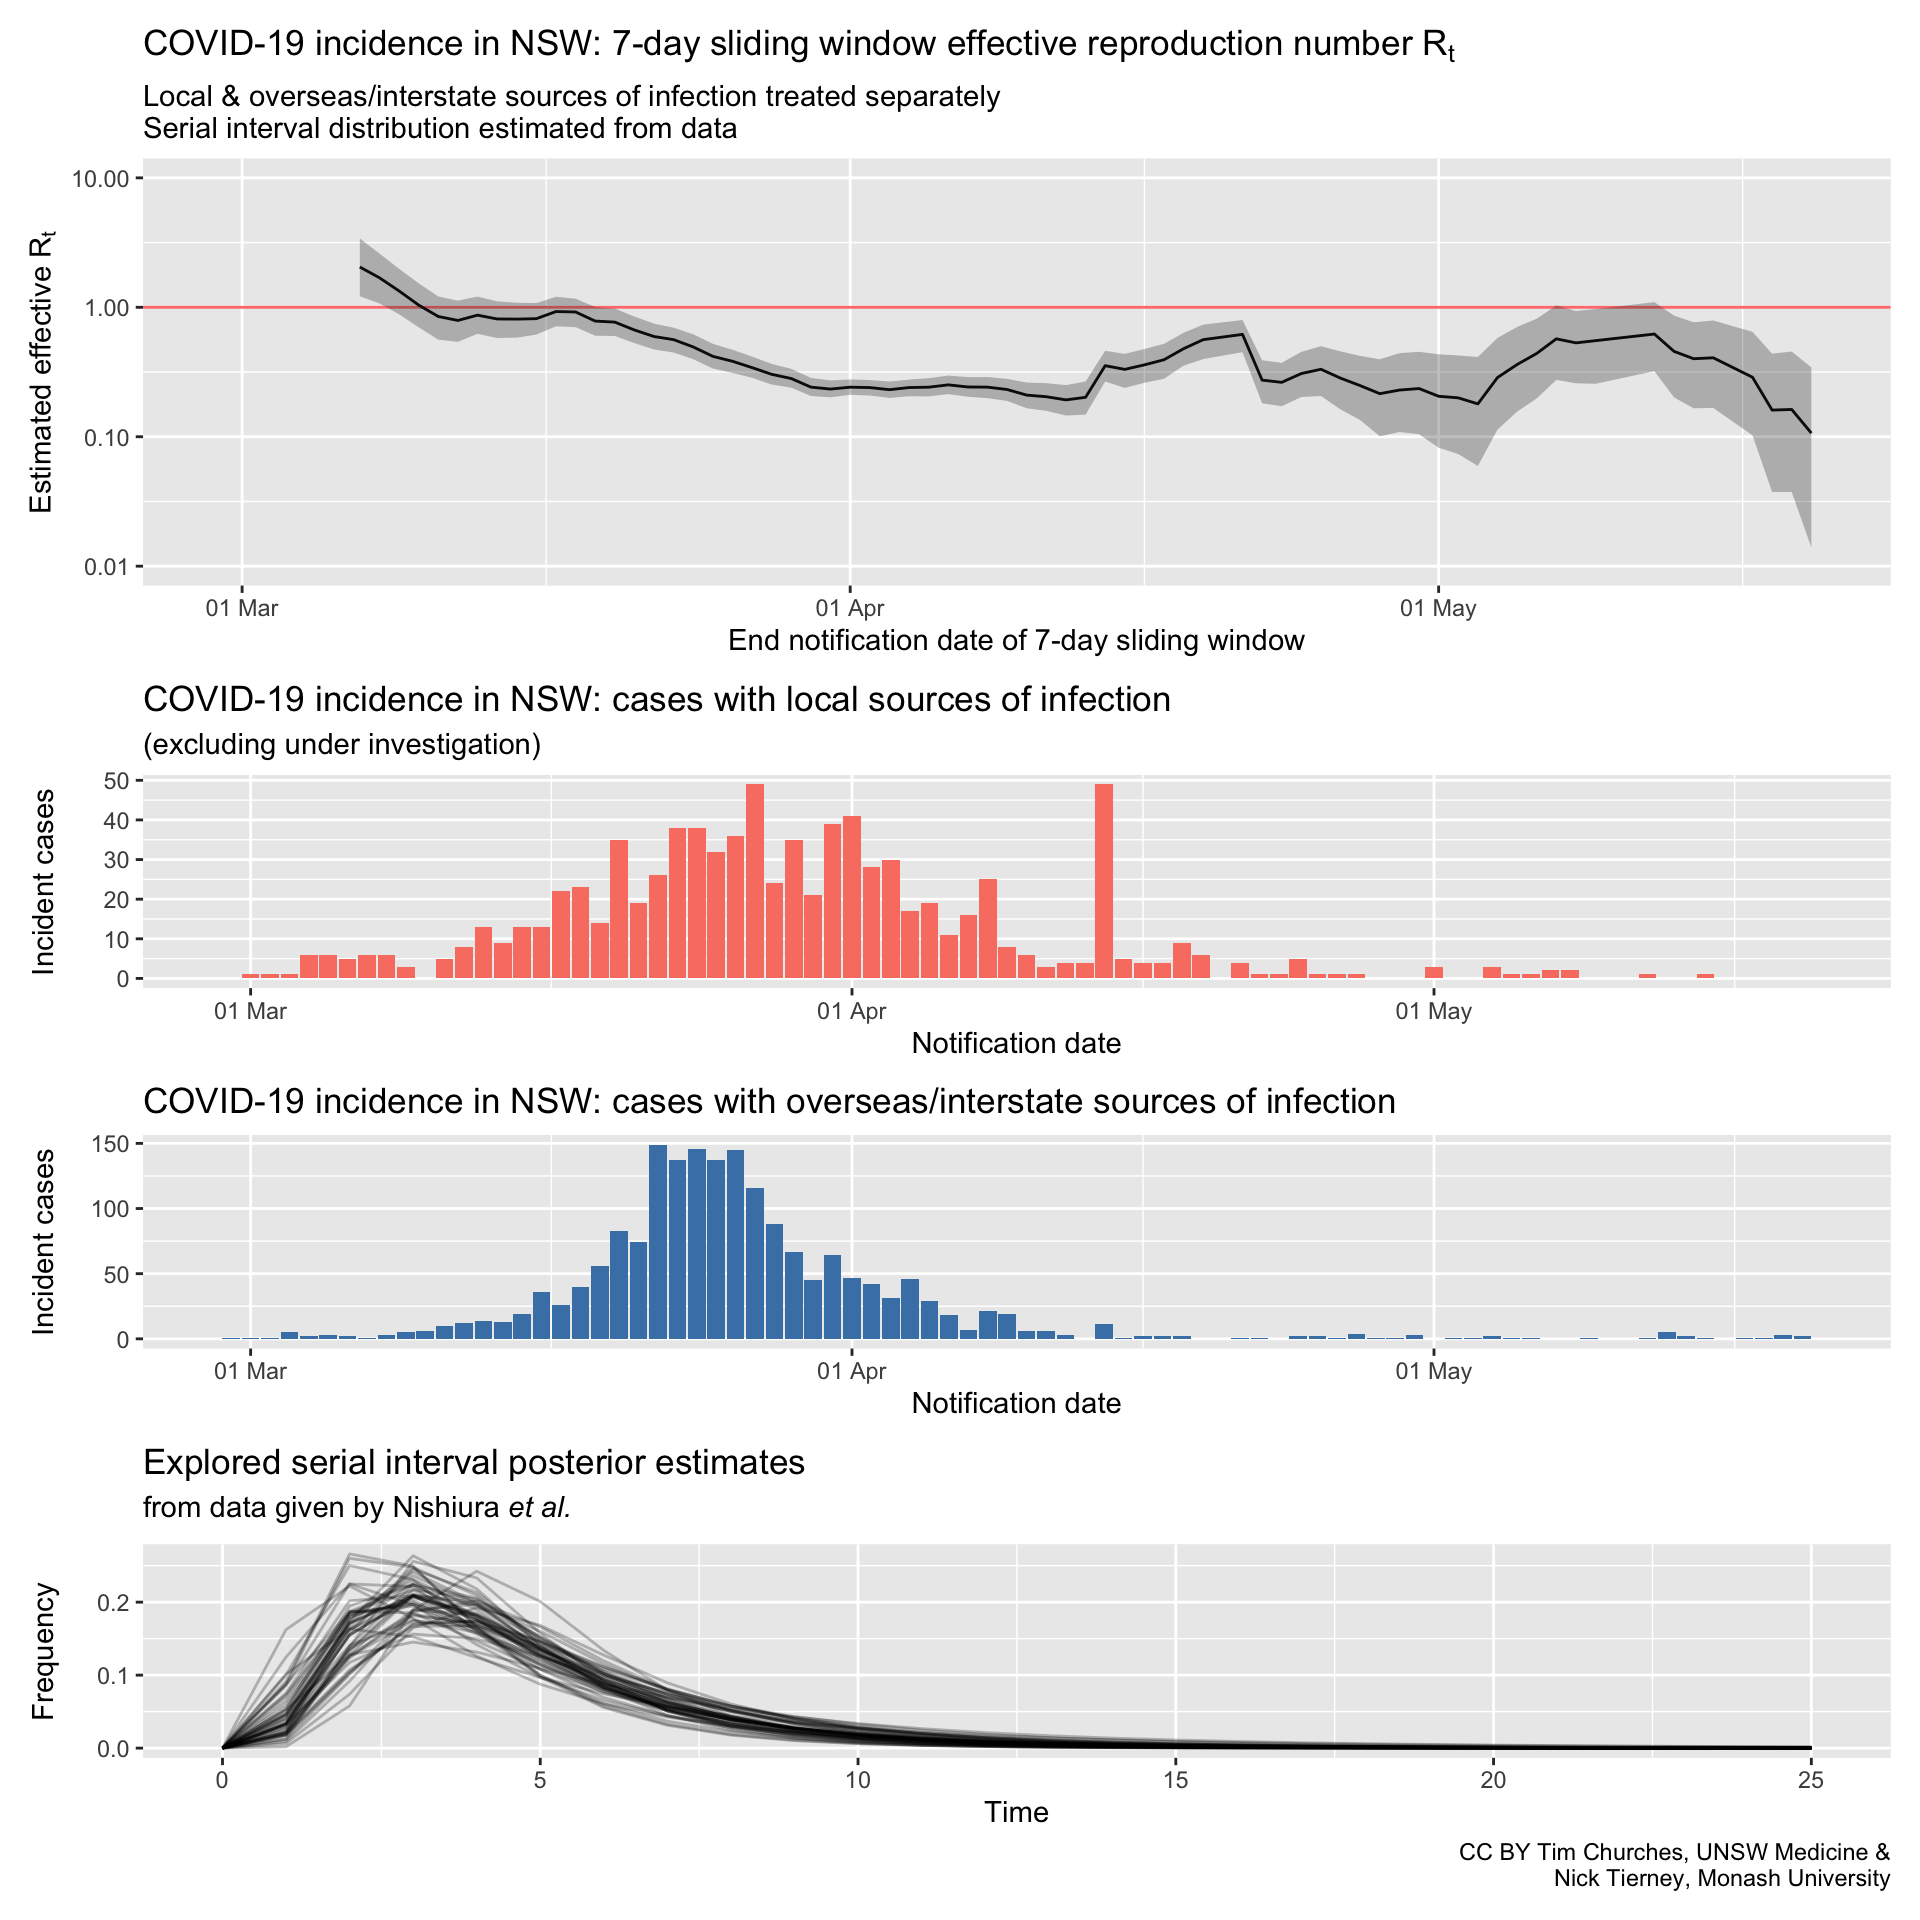 COVID-19 incidence in NSW: 7-day sliding window effective reproduction number Rt
Local & overseas/interstate sources of infection treated separately
Serial interval distribution estimated from data
Estimated effective Rt
10.00
1.00
0.10
0.01
01 Mar 01 Apr 01 May
End notification date of 7-day sliding window
COVID-19 incidence in NSW: cases with local sources of infection
(excluding under investigation)
Incident cases
50
40
30
20
10
0
01 Mar 01 Apr 01 May
Notification date
COVID-19 incidence in NSW: cases with overseas/interstate sources of infection
Incident cases
150
100
50
0
01 Mar 01 Apr 01 May
Notification date
Explored serial interval posterior estimates
from data given by Nishiura et al.
Frequency
0.2
0.1
0.0
0 5 10 15 20 25
Time
CC BY Tim Churches, UNSW Medicine &
Nick Tierney, Monash University